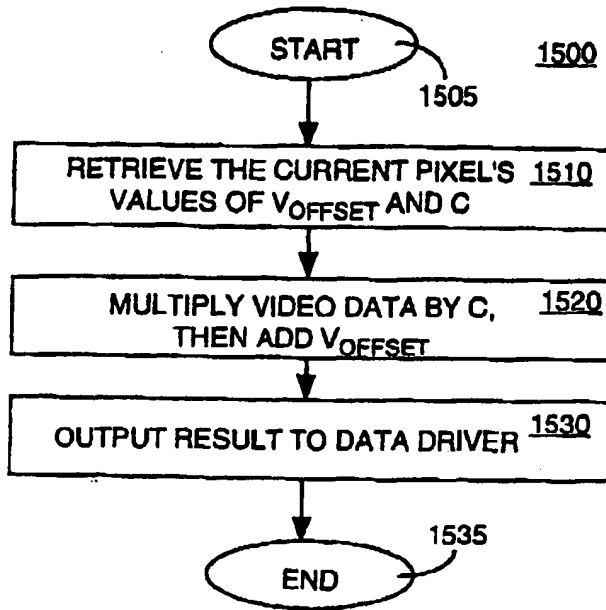 START
1500
1505
RETRIEVE THE CURRENT PIXEL'S 1510
VALUES OF VOFFSET AND C
MULTIPLY VIDEO DATA BY C, 1520
THEN ADD VOFFSET
OUTPUT RESULT TO DATA DRIVER 1530
1535
END